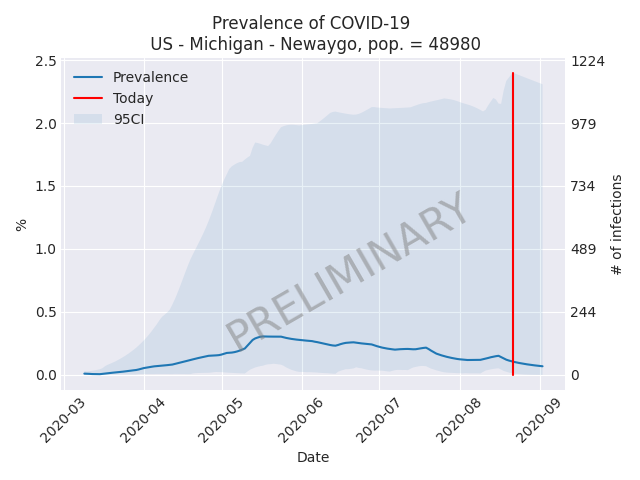 Prevalence of COVID-19
US - Michigan - Newaygo, pop. = 48980
Prevalence
Today
95CI
PRELIMINARY
%
2.5
2.0
1.5
1.0
0.5
0.0
1224
979
734
489
244
0
# of infections
2020-03
2020-04
2020-05
2020-06
2020-07
2020-08
2020-09
Date